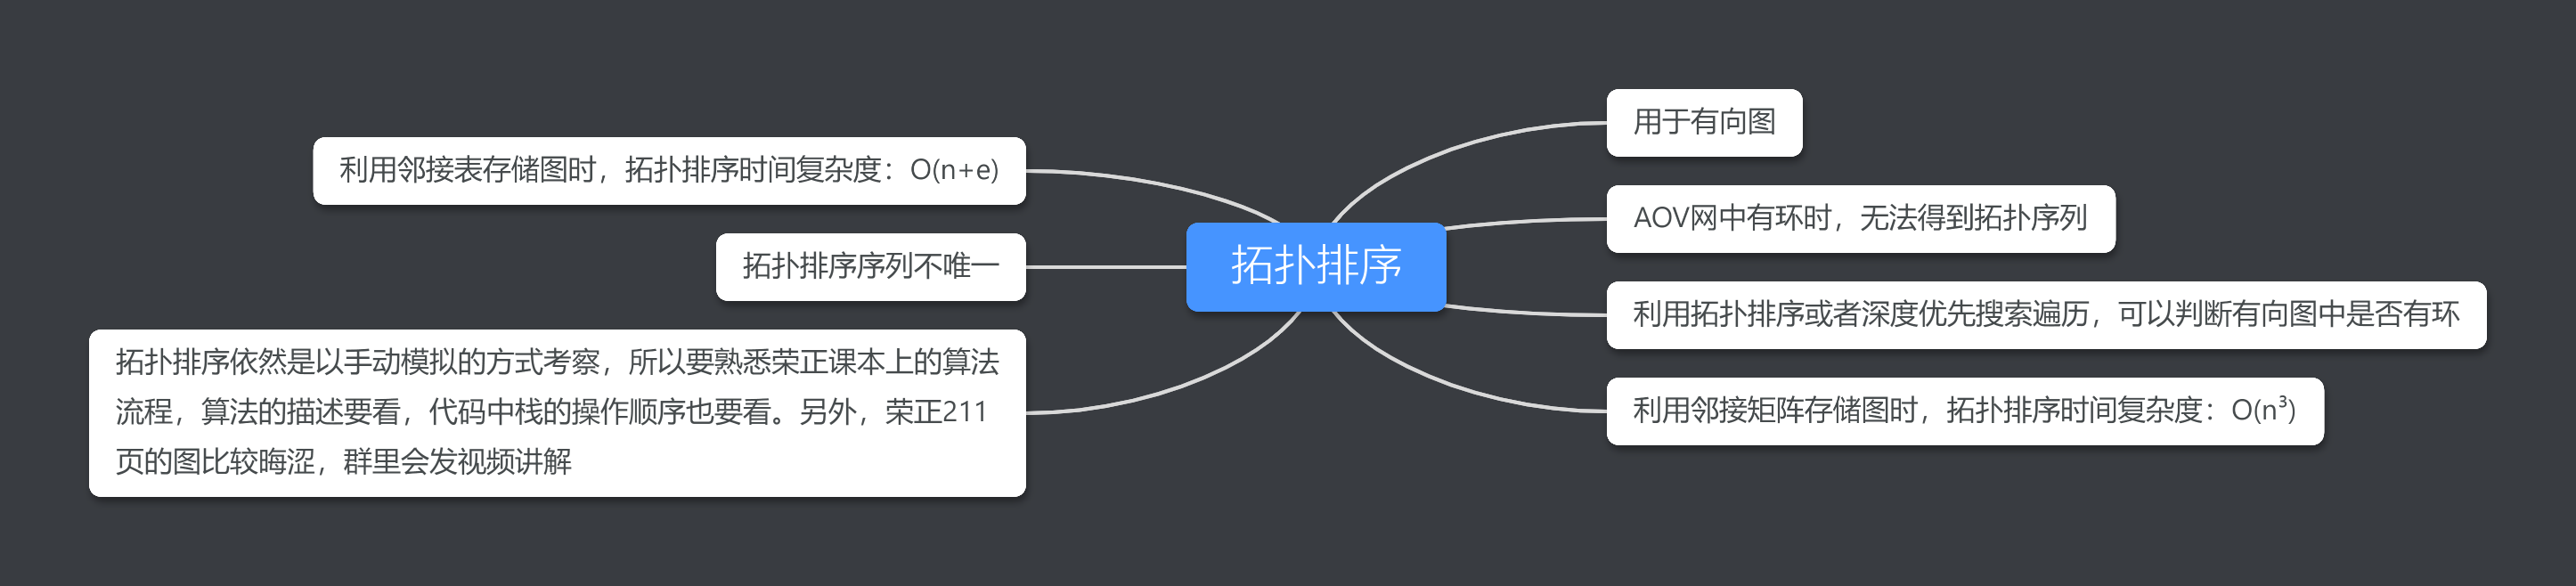 拓扑排序
用于有向图
AOV网中有环时，无法得到拓扑序列
利用拓扑排序或者深度优先搜索遍历，可以判断有向图中是否有环
利用邻接矩阵存储图时，拓扑排序时间复杂度：O(n³)
利用邻接表存储图时，拓扑排序时间复杂度：O(n+e)
拓扑排序序列不唯一
拓扑排序依然是以手动模拟的方式考察，所以要熟悉荣正课本上的算法
流程，算法的描述要看，代码中栈的操作顺序也要看。另外，荣正211
页的图比较晦涩，群里会发视频讲解